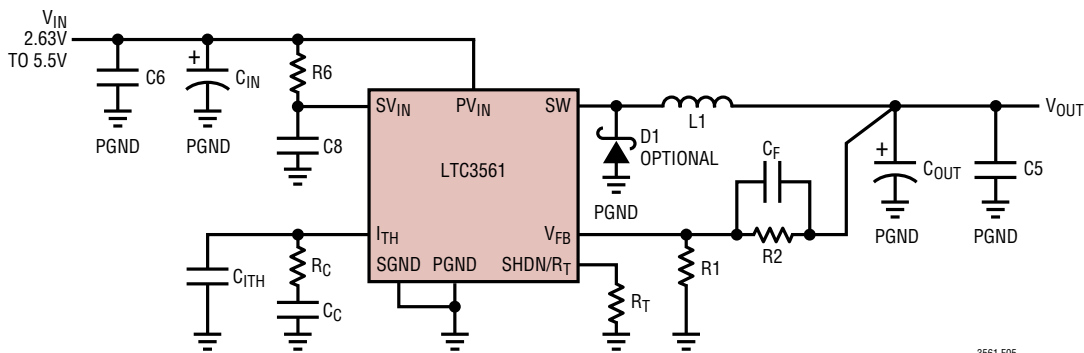 VIN
2.63V
TO 5.5V
C6
PGND
+
CIN
PGND
R6
C8
SVIN
PVIN
SW
LTC3561
ITH
SGND
PGND
VFB
SHDN/RT
CITH
RC
CC
D1
OPTIONAL
PGND
L1
CF
R2
R1
RT
+
COUT
PGND
C5
PGND
VOUT
3561 F05